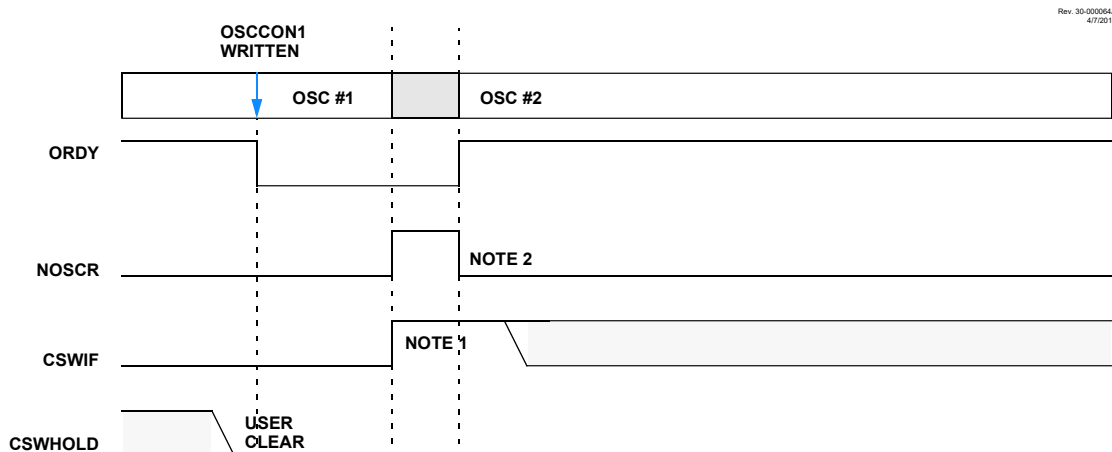 Rev. 30-000064
4/7/201
OSCCON1
WRITTEN
OSC #1
OSC #2
ORDY
NOSCR
NOTE 2
CSWIF
NOTE 1
CSWHOLD
USER
CLEAR